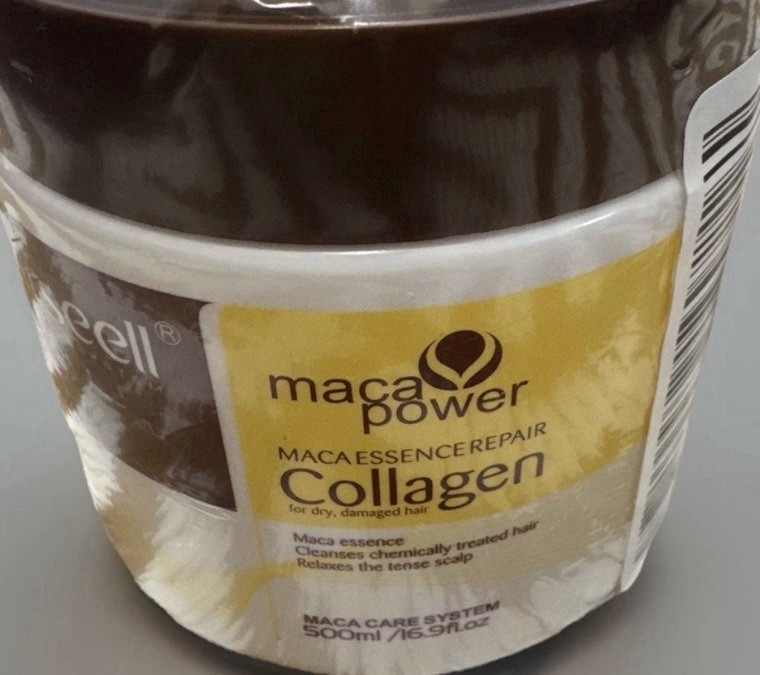 maca
power
MACA ESSENCE REPAIR
Collagen
for dry, damaged hair
Maca essence
Cleanses chemically treated hair
Relaxes the tense scalp
MACA CARE SYSTEM
500ml /16.9fl.oz